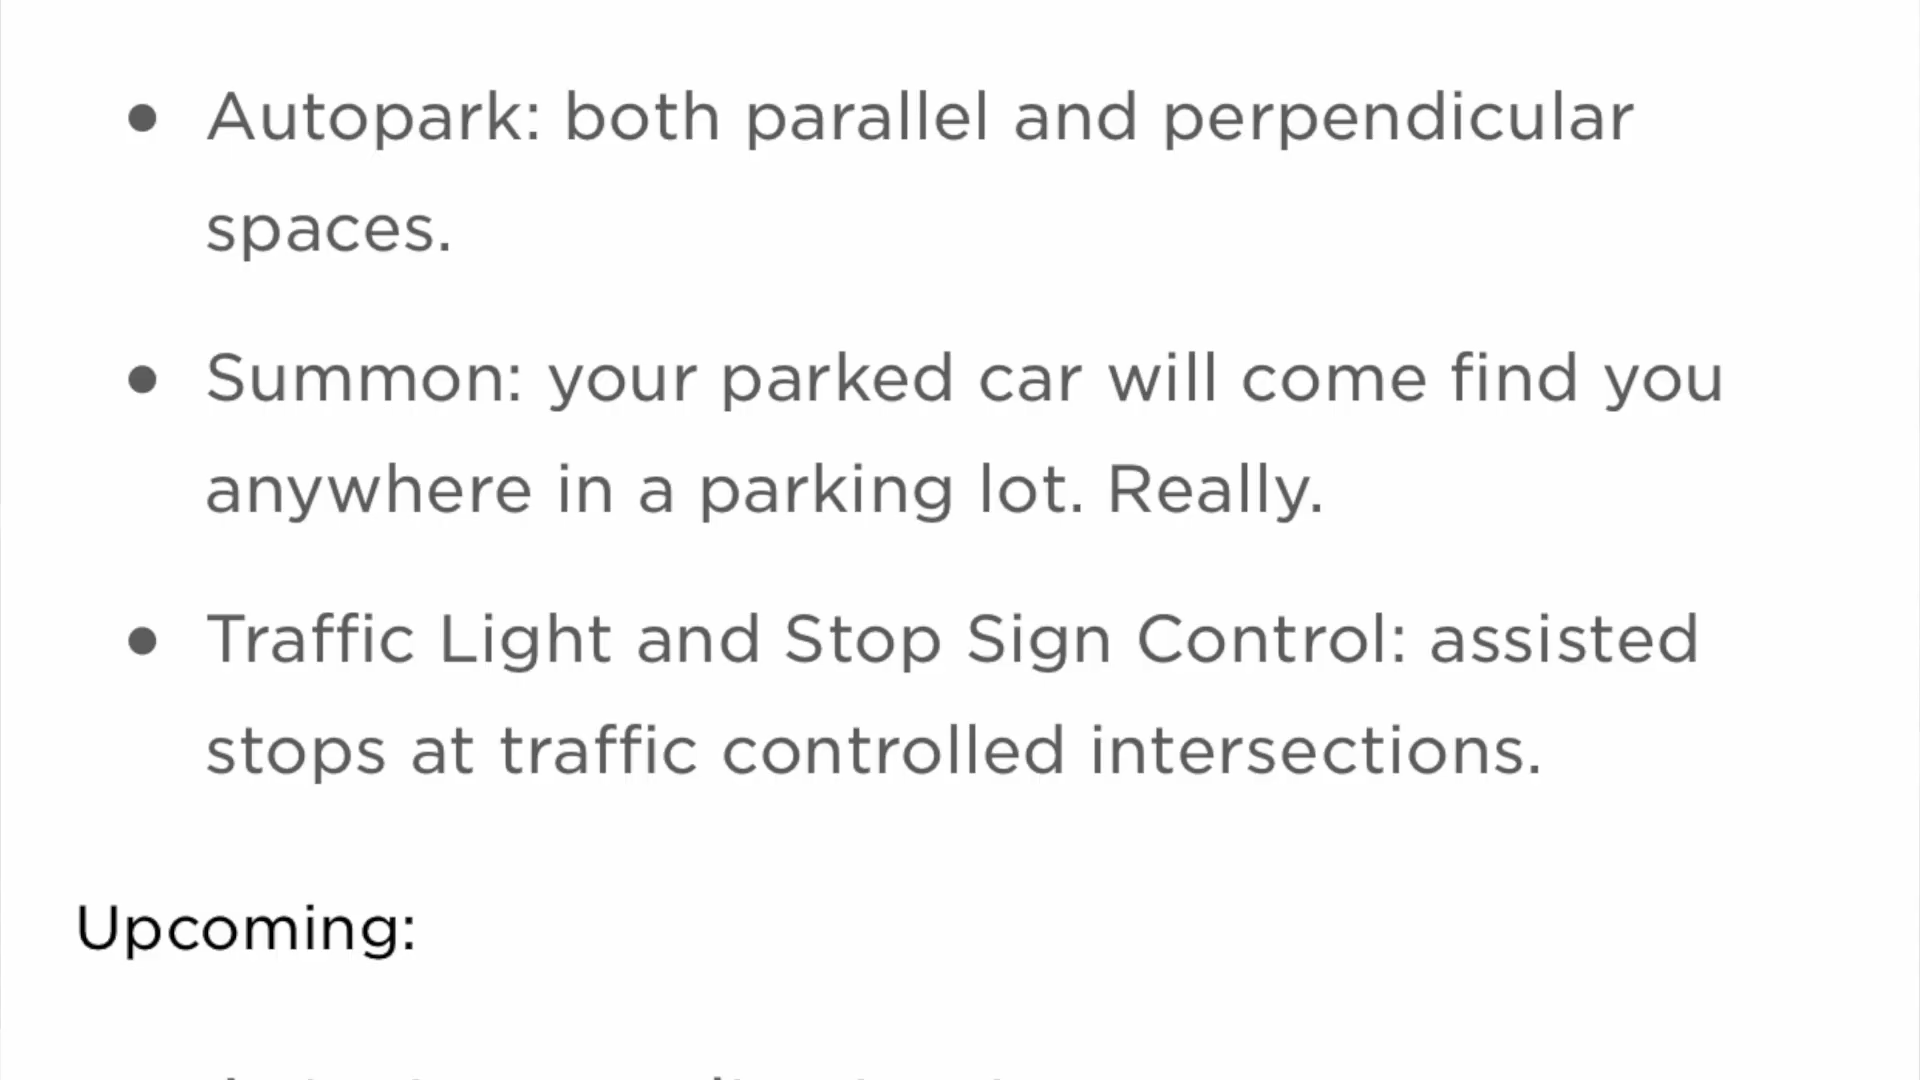 ● Autopark: both parallel and perpendicular
spaces.
● Summon: your parked car will come find you
anywhere in a parking lot. Really.
● Traffic Light and Stop Sign Control: assisted
stops at traffic controlled intersections.
Upcoming: